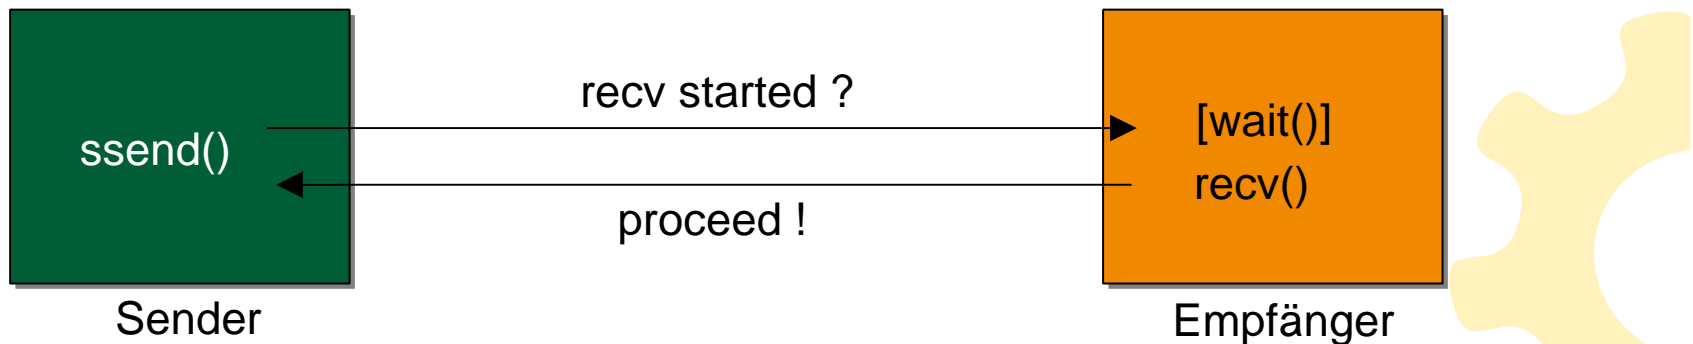 ssend()
recv started ?
proceed !
[wait()]
recv()
Sender
Empfänger